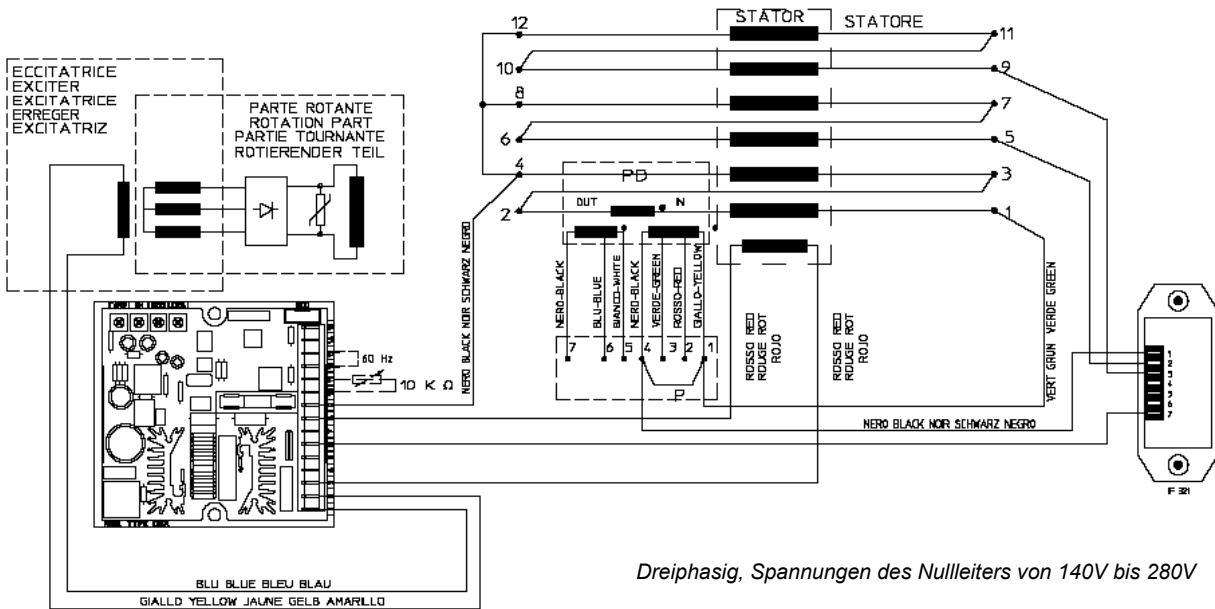 ECCITATRICE
EXCITER
EXCITATRICE
ERREGER
EXCITATRIZ
PARTE ROTANTE
ROTATION PART
PARTIE TOURNANTE
ROTIERENDER TEIL
STATOR
STATORE
12
11
10
9
8
7
6
5
4
3
2
1
PD
OUT
IN
NERO-BLACK
BLU-BLUE
BIANCO-WHITE
NERO-BLACK
VERDE-GREEN
ROSSO-RED
GIALLO-YELLOW
7
6
5
4
3
2
1
P
NERO BLACK NOIR SCHWARZ NEGRO
60 Hz
10 K Ω
ROSSO RED
ROUGE ROT
ROJO
ROSSO RED
ROUGE ROT
ROJO
VERT GRUN VERDE GREEN
NERO BLACK NOIR SCHWARZ NEGRO
1
2
3
4
5
6
7
BLU BLUE BLEU BLAU
GIALLO YELLOW JAUNE GELB AMARILLO
Dreiphasig, Spannungen des Nullleiters von 140V bis 280V